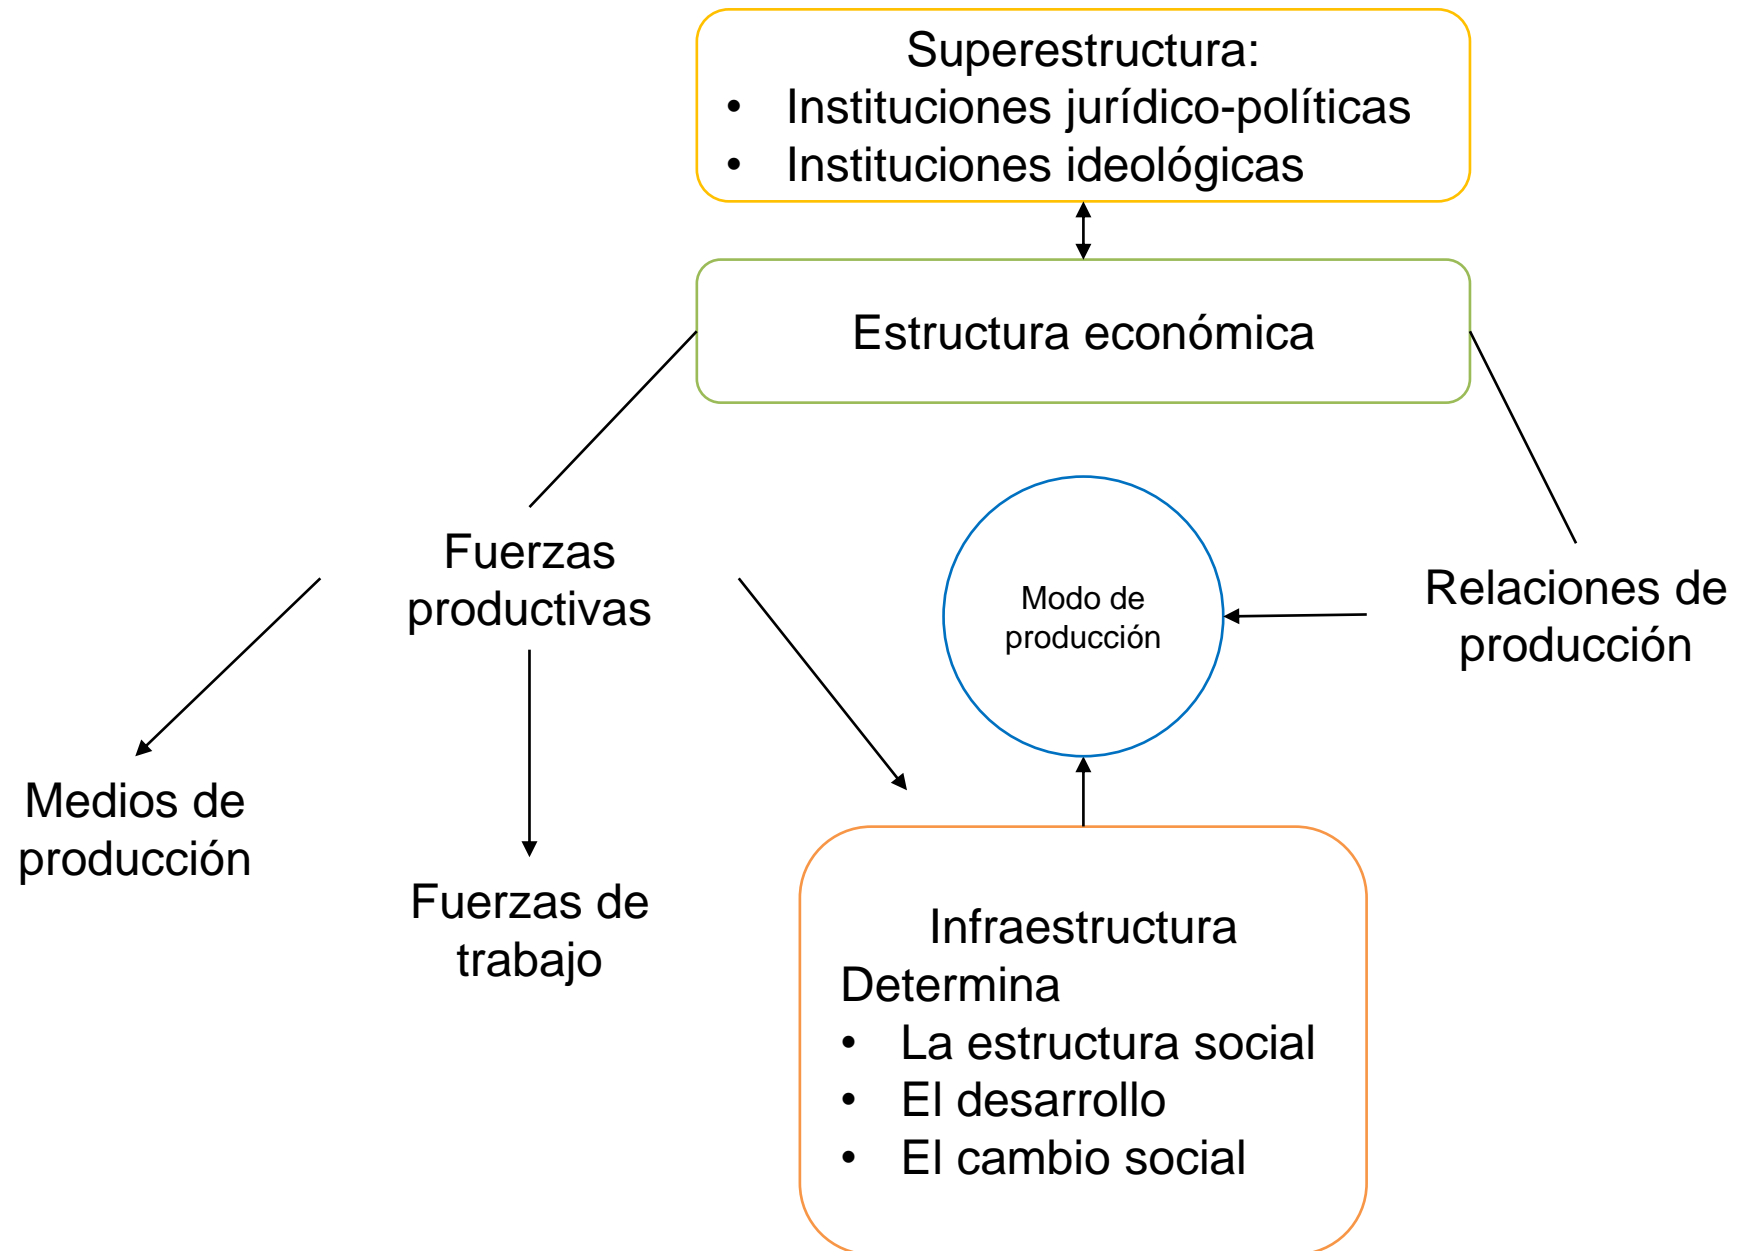 Superestructura:
• Instituciones jurídico-políticas
• Instituciones ideológicas
Estructura económica
Fuerzas
productivas
Modo de
producción
Relaciones de
producción
Medios de
producción
Fuerzas de
trabajo
Infraestructura
Determina
• La estructura social
• El desarrollo
• El cambio social